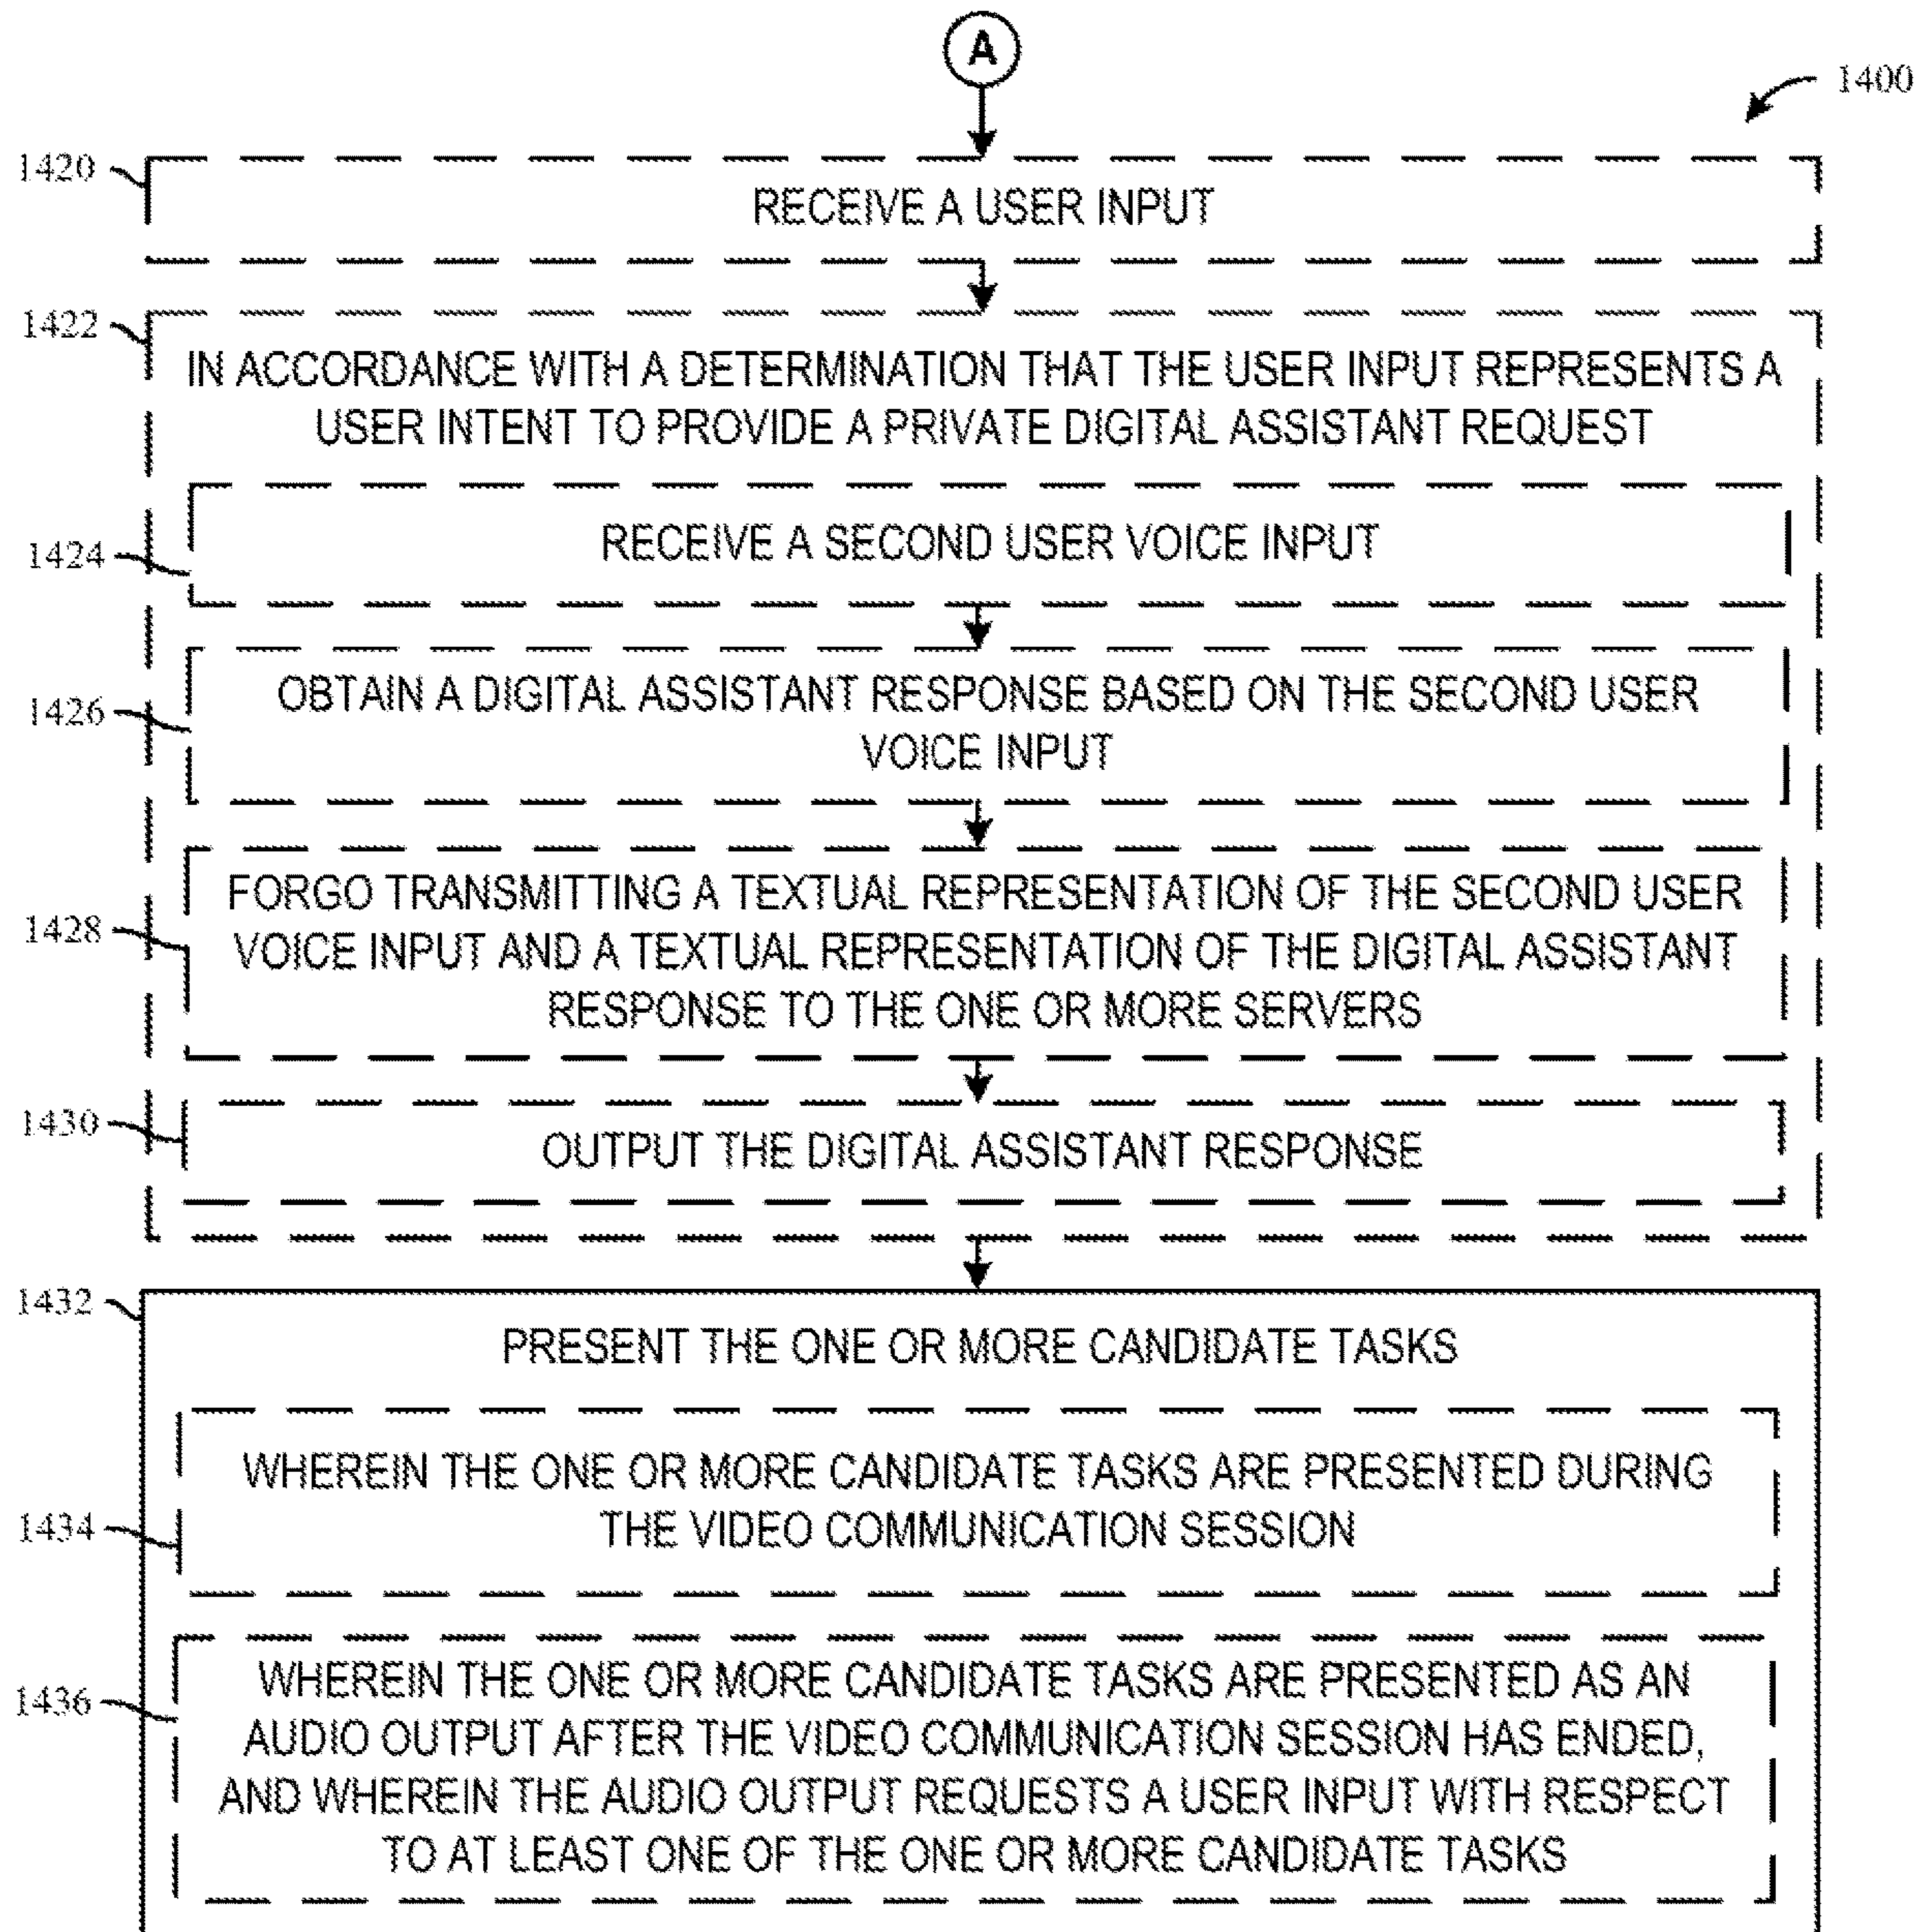 A
1400
1420
RECEIVE A USER INPUT
1422
IN ACCORDANCE WITH A DETERMINATION THAT THE USER INPUT REPRESENTS A
USER INTENT TO PROVIDE A PRIVATE DIGITAL ASSISTANT REQUEST
1424
RECEIVE A SECOND USER VOICE INPUT
1426
OBTAIN A DIGITAL ASSISTANT RESPONSE BASED ON THE SECOND USER
VOICE INPUT
1428
FORGO TRANSMITTING A TEXTUAL REPRESENTATION OF THE SECOND USER
VOICE INPUT AND A TEXTUAL REPRESENTATION OF THE DIGITAL ASSISTANT
RESPONSE TO THE ONE OR MORE SERVERS
1430
OUTPUT THE DIGITAL ASSISTANT RESPONSE
1432
PRESENT THE ONE OR MORE CANDIDATE TASKS
1434
WHEREIN THE ONE OR MORE CANDIDATE TASKS ARE PRESENTED DURING
THE VIDEO COMMUNICATION SESSION
1436
WHEREIN THE ONE OR MORE CANDIDATE TASKS ARE PRESENTED AS AN
AUDIO OUTPUT AFTER THE VIDEO COMMUNICATION SESSION HAS ENDED,
AND WHEREIN THE AUDIO OUTPUT REQUESTS A USER INPUT WITH RESPECT
TO AT LEAST ONE OF THE ONE OR MORE CANDIDATE TASKS